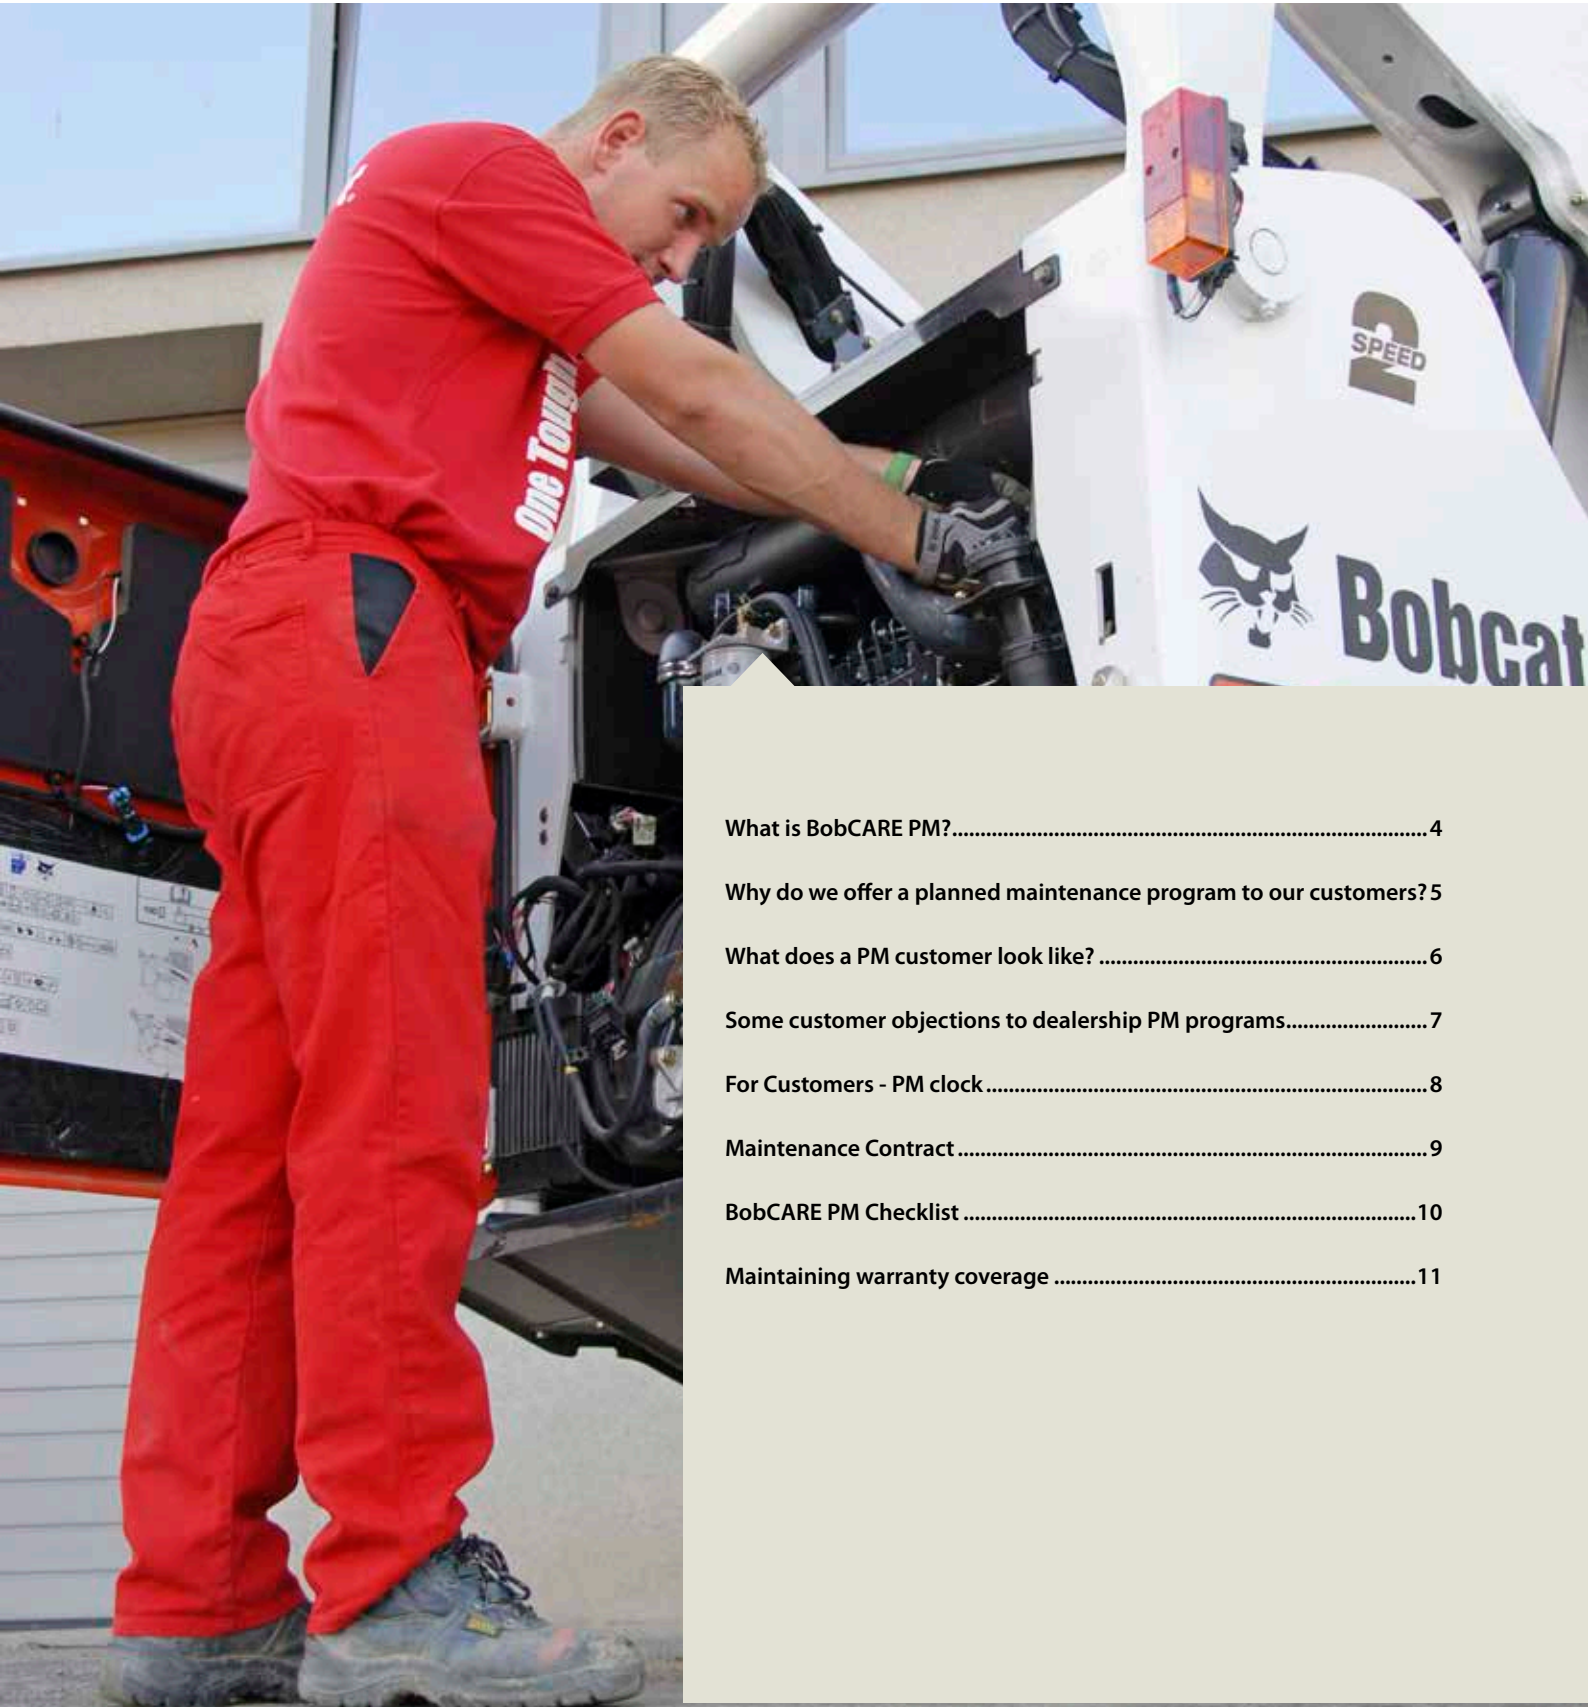 One Tough
2
SPEED
Bobcat
What is BobCARE PM?....................................................................................4
Why do we offer a planned maintenance program to our customers?5
What does a PM customer look like? ..........................................................6
Some customer objections to dealership PM programs.........................7
For Customers - PM clock ..............................................................................8
Maintenance Contract ...................................................................................9
BobCARE PM Checklist ................................................................................10
Maintaining warranty coverage ................................................................11